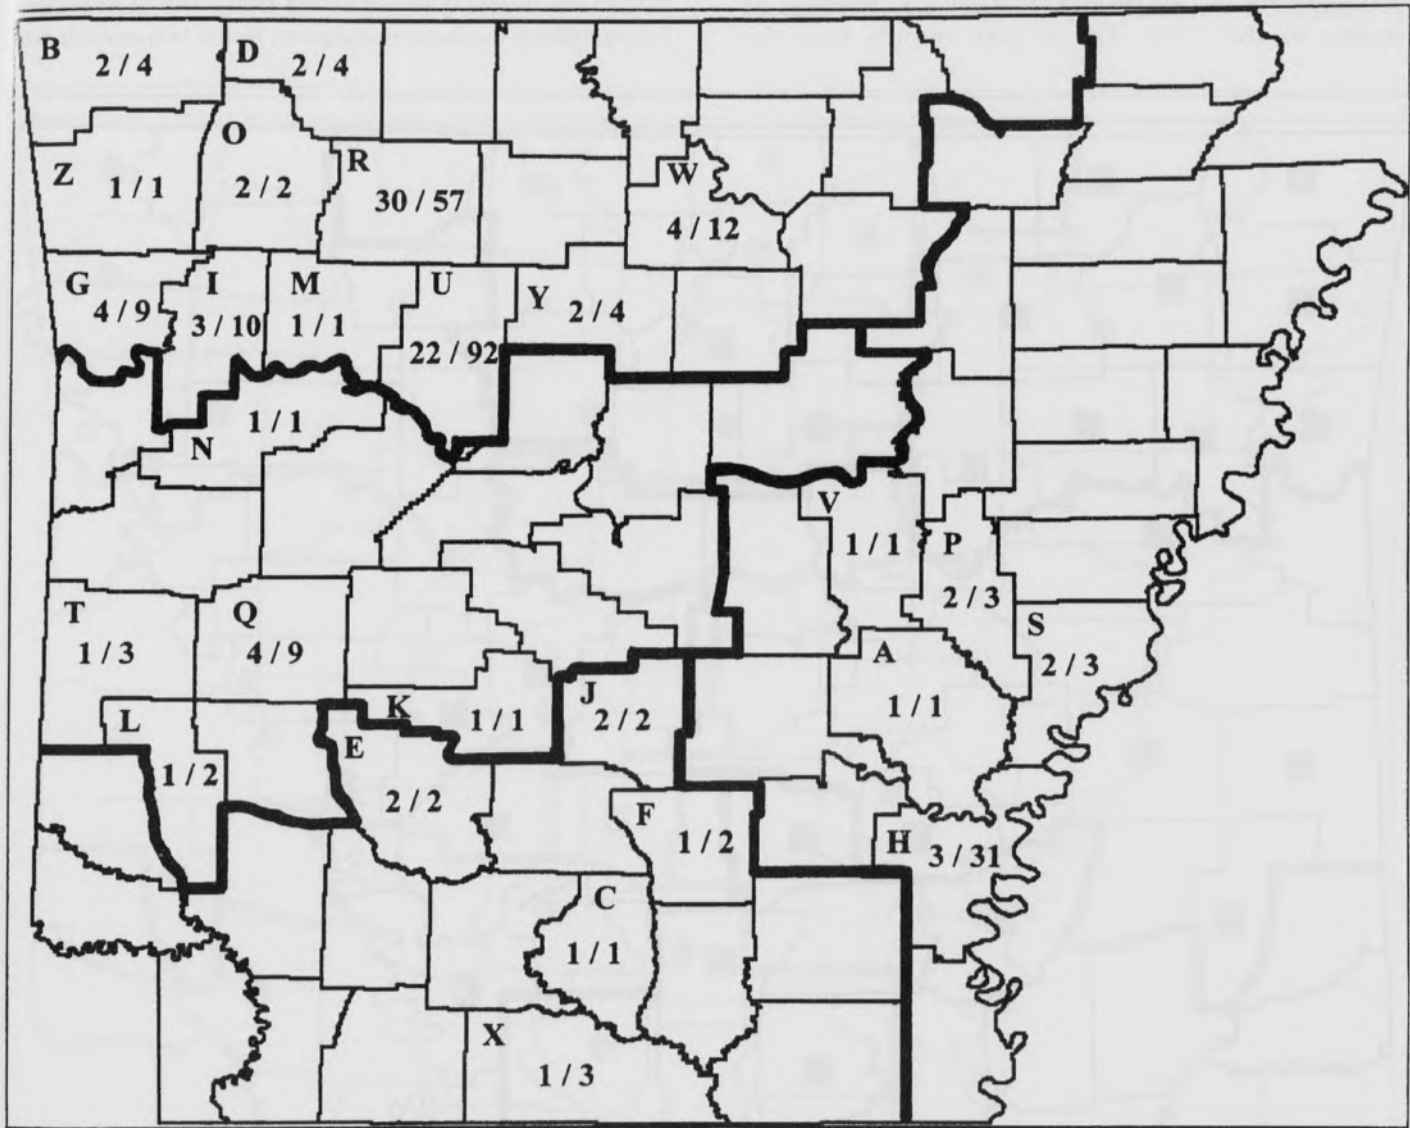 B
2 / 4
D
2 / 4
Z
1 / 1
O
2 / 2
R
30 / 57
W
4 / 12
G
4 / 9
I
3 / 10
M
1 / 1
U
22 / 92
Y
2 / 4
N
1 / 1
V
1 / 1
P
2 / 3
T
1 / 3
Q
4 / 9
S
2 / 3
A
1 / 1
L
1 / 2
K
1 / 1
J
2 / 2
E
2 / 2
F
1 / 2
H
3 / 31
C
1 / 1
X
1 / 3